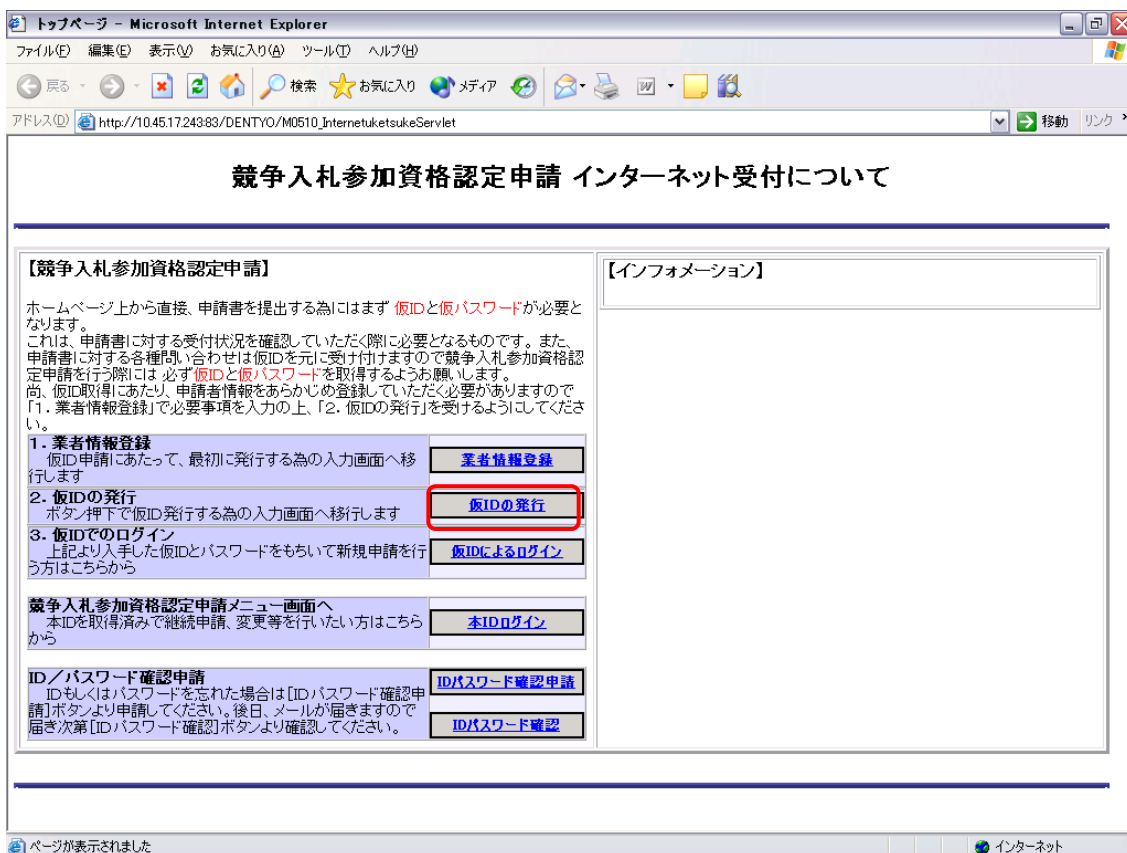 トップページ - Microsoft Internet Explorer
ファイル(F) 編集(E) 表示(V) お気に入り(A) ツール(T) ヘルプ(H)
戻る 検索 お気に入り メディア
アドレス(D) http://10.45.17.243:83/DENTYO/M0510_InternetuketsukeServlet 移動 リンク »
競争入札参加資格認定申請 インターネット受付について
【競争入札参加資格認定申請】
ホームページ上から直接、申請書を提出する為にはまず 仮IDと仮パスワードが必要と
なります。
これは、申請書に対する受付状況を確認していただく際に必要となるものです。また、
申請書に対する各種問い合わせは仮IDを元に受け付けますので競争入札参加資格認
定申請を行う際には 必ず仮IDと仮パスワードを取得するようお願いします。
尚、仮ID取得にあたり、申請者情報をあらかじめ登録していただく必要がありますので
「1．業者情報登録」で必要事項を入力の上、「2．仮IDの発行」を受けるようにしてくださ
い。
1．業者情報登録
仮ID申請にあたって、最初に発行する為の入力画面へ移
行します
業者情報登録
2．仮IDの発行
ボタン押下で仮ID発行する為の入力画面へ移行します
仮IDの発行
3．仮IDでのログイン
上記より入手した仮IDとパスワードをもちいて新規申請を行
う方はこちらから
仮IDによるログイン
競争入札参加資格認定申請メニュー画面へ
本IDを取得済みで継続申請、変更等を行いたい方はこちら
から
本IDログイン
ID／パスワード確認申請
IDもしくはパスワードを忘れた場合は[IDパスワード確認申
請]ボタンより申請してください。後日、メールが届きますので
届き次第[IDパスワード確認]ボタンより確認してください。
IDパスワード確認申請
IDパスワード確認
【インフォメーション】
ページが表示されました インターネット